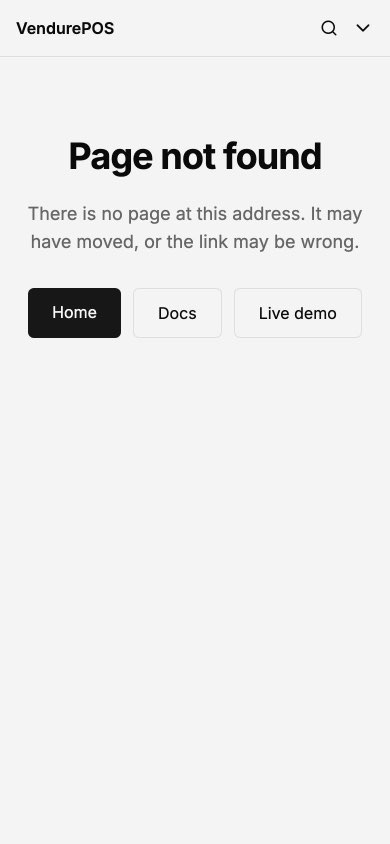 VendurePOS
Page not found
There is no page at this address. It may
have moved, or the link may be wrong.
Home
Docs
Live demo